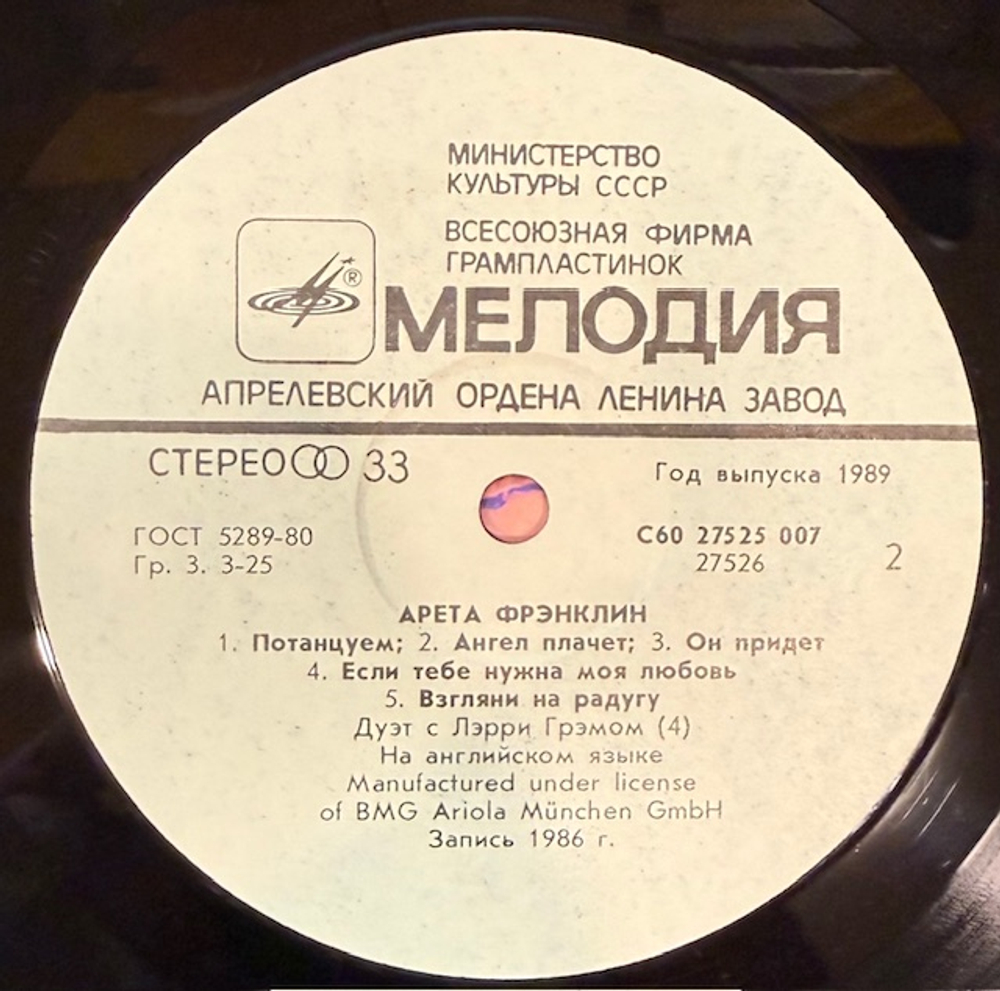 МИНИСТЕРСТВО
КУЛЬТУРЫ СССР
ВСЕСОЮЗНАЯ ФИРМА
ГРАМПЛАСТИНОК
®
МЕЛОДИЯ
АПРЕЛЕВСКИЙ ОРДЕНА ЛЕНИНА ЗАВОД
СТЕРЕО 33
Год выпуска 1989
ГОСТ 5289-80
Гр. 3. 3-25
С60 27525 007
27526
2
АРЕТА ФРЭНКЛИН
1. Потанцуем; 2. Ангел плачет; 3. Он придет
4. Если тебе нужна моя любовь
5. Взгляни на радугу
Дуэт с Лэрри Грэмом (4)
На английском языке
Manufactured under license
of BMG Ariola München GmbH
Запись 1986 г.